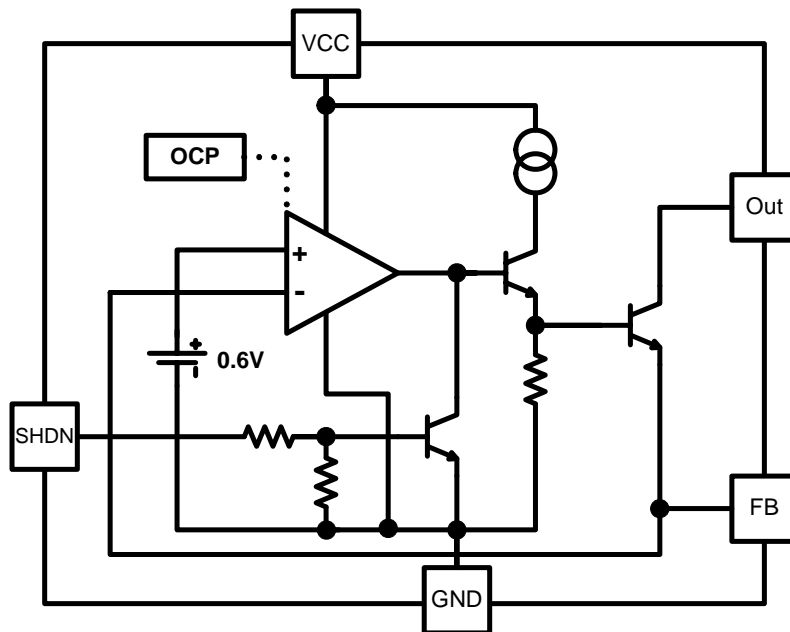 VCC
OCP
Out
+
-
+
0.6V
-
SHDN
FB
GND